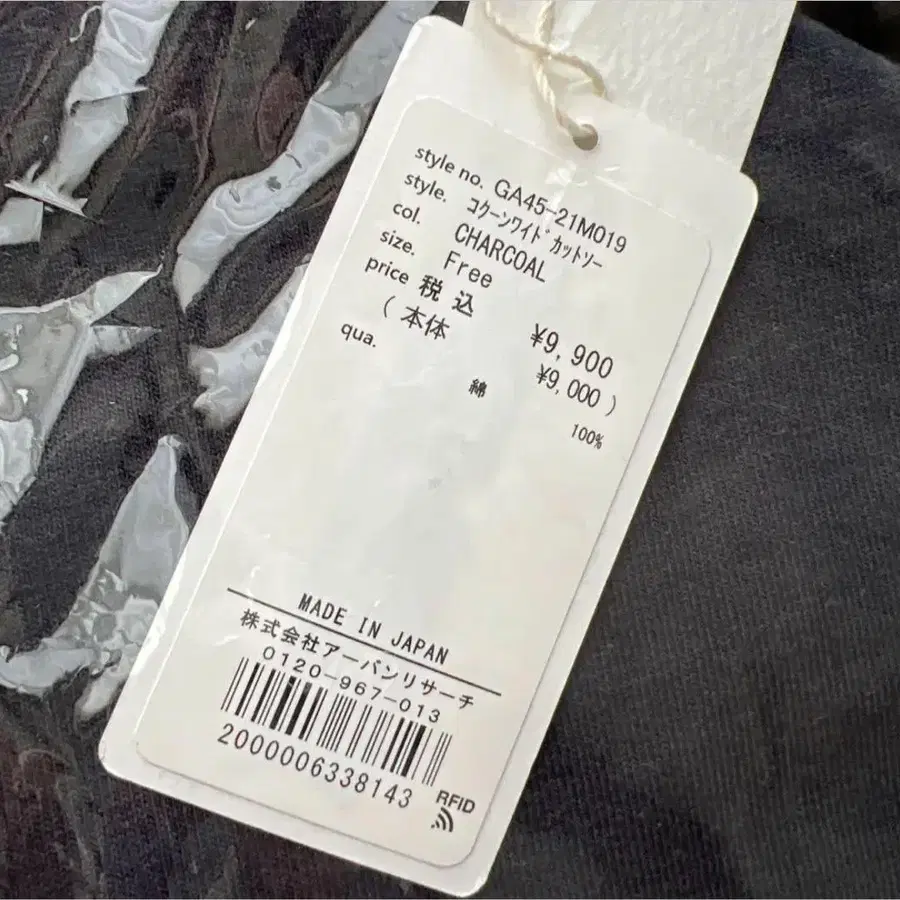 style no. GA45-21M019
style. コクーンワイドカットソー
col. CHARCOAL
size. Free
price 税込 ¥9,900
(本体 ¥9,000)
qua. 綿 100%
MADE IN JAPAN
株式会社アーバンリサーチ
0120-967-013
2000006338143
RFID